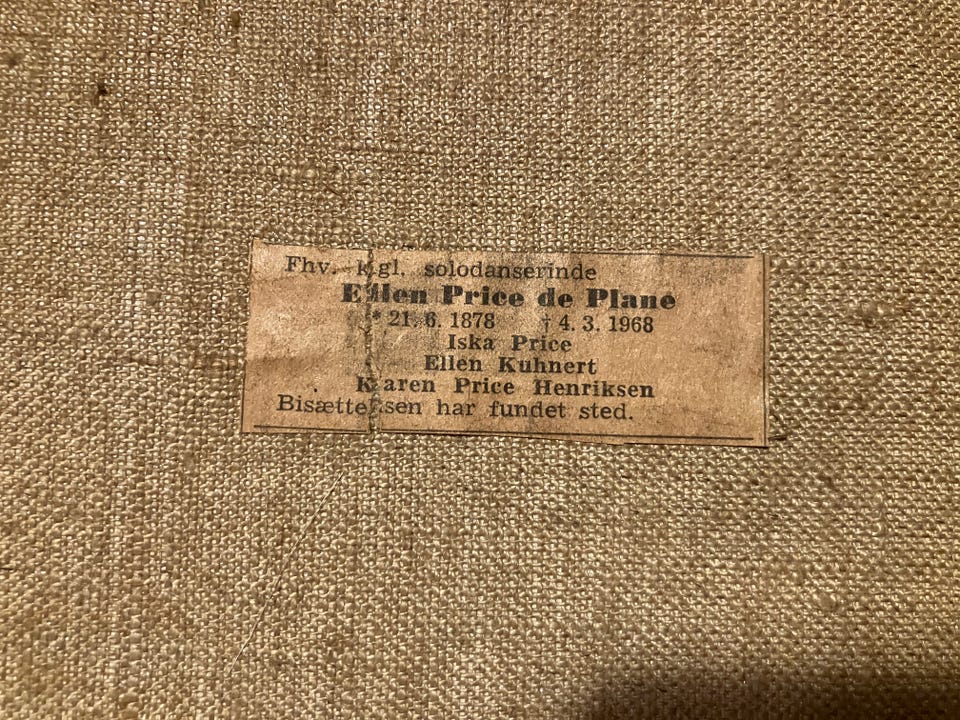 Fhv. kgl. solodanserinde
Ellen Price de Plane
* 21. 6. 1878 † 4. 3. 1968
Iska Price
Ellen Kuhnert
Karen Price Henriksen
Bisættelsen har fundet sted.